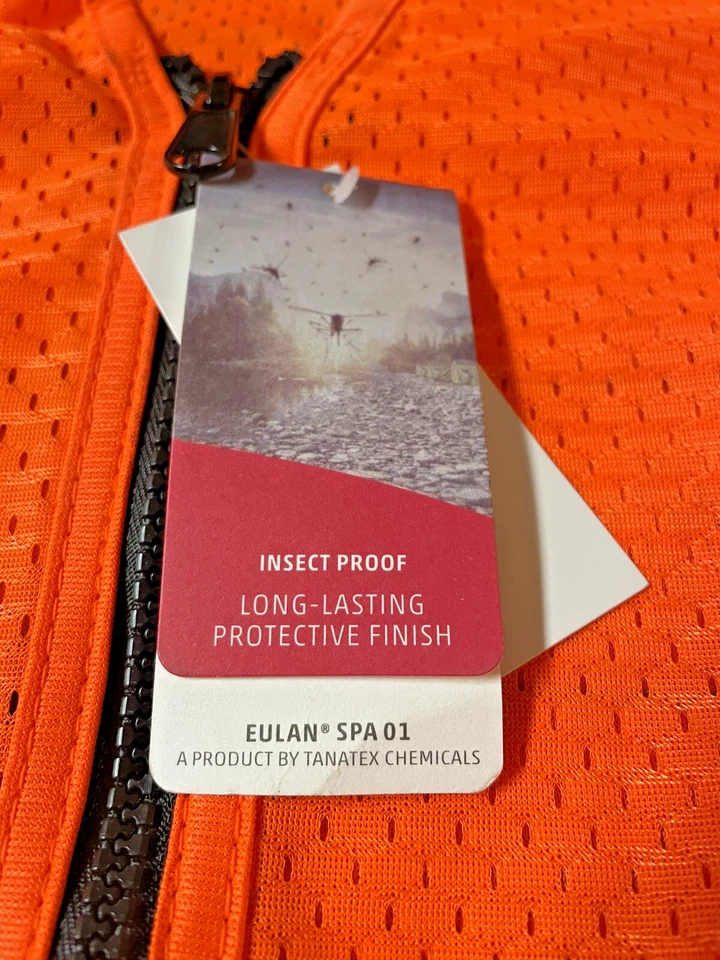 INSECT PROOF
LONG-LASTING
PROTECTIVE FINISH
EULAN® SPA 01
A PRODUCT BY TANATEX CHEMICALS